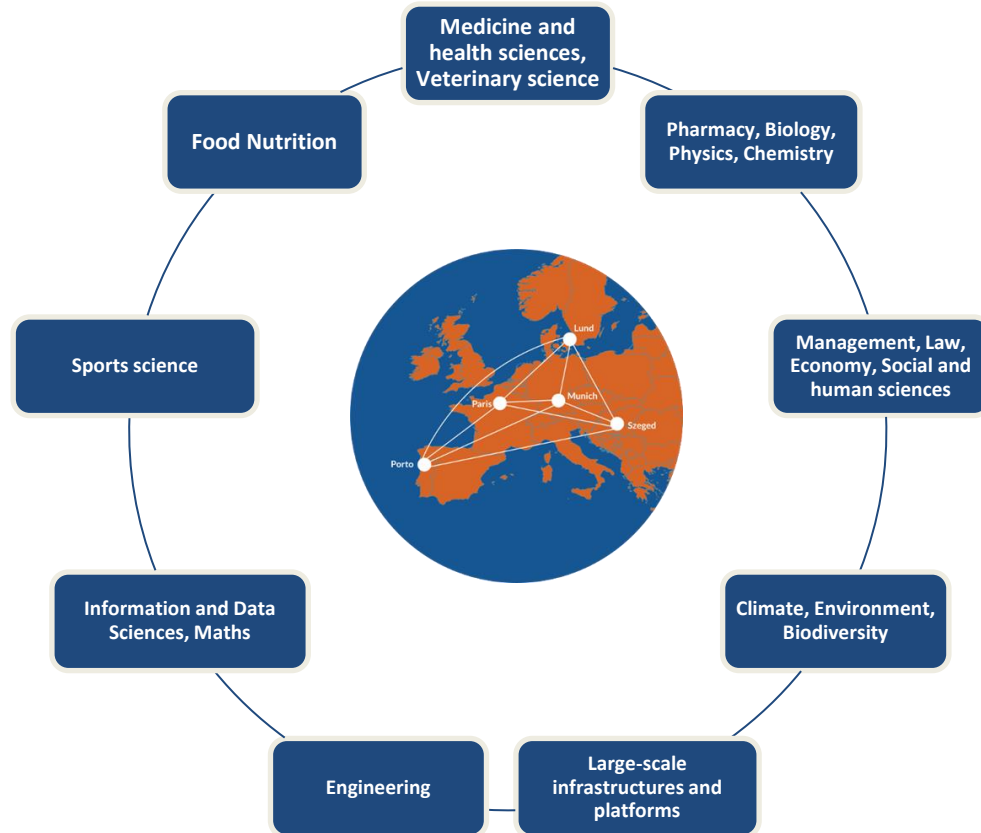 Medicine and
health sciences,
Veterinary science
Pharmacy, Biology,
Physics, Chemistry
Management, Law,
Economy, Social and
human sciences
Climate, Environment,
Biodiversity
Large-scale
infrastructures and
platforms
Engineering
Information and Data
Sciences, Maths
Sports science
Food Nutrition
Lund
Paris
Munich
Szeged
Porto